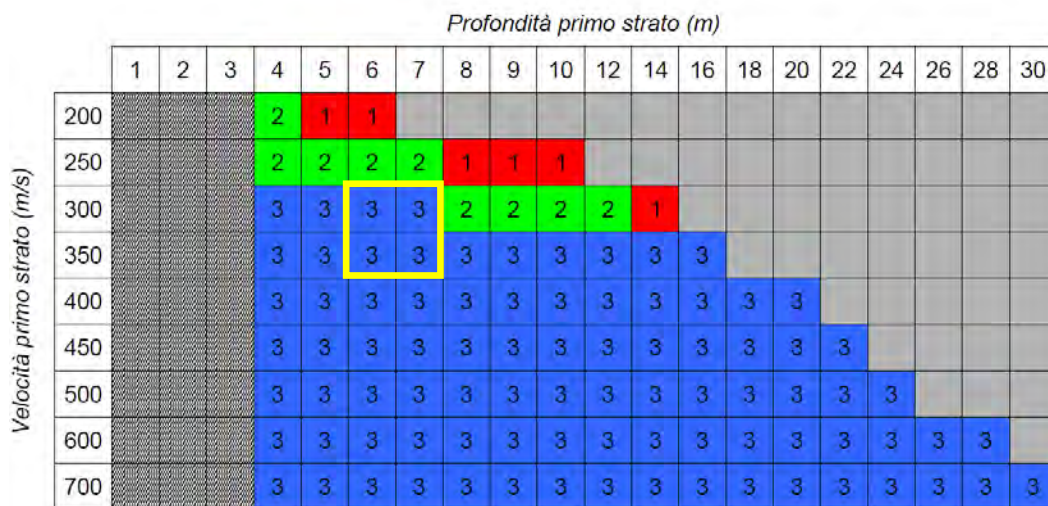 Profondità primo strato (m)
1 2 3 4 5 6 7 8 9 10 12 14 16 18 20 22 24 26 28 30
Velocità primo strato (m/s)
200 2 1 1
250 2 2 2 2 1 1 1
300 3 3 3 3 2 2 2 2 1
350 3 3 3 3 3 3 3 3 3 3
400 3 3 3 3 3 3 3 3 3 3 3 3
450 3 3 3 3 3 3 3 3 3 3 3 3 3
500 3 3 3 3 3 3 3 3 3 3 3 3 3 3
600 3 3 3 3 3 3 3 3 3 3 3 3 3 3 3 3
700 3 3 3 3 3 3 3 3 3 3 3 3 3 3 3 3 3